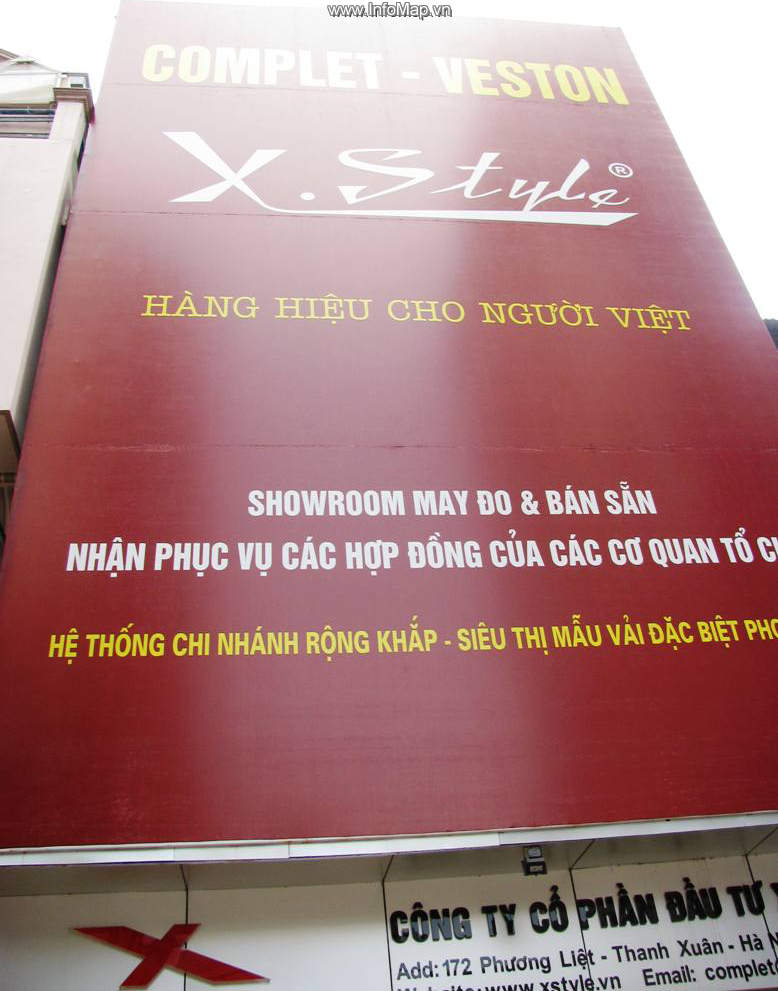 www.InfoMap.vn
COMPLET - VESTON
X.Style®
HÀNG HIỆU CHO NGƯỜI VIỆT
SHOWROOM MAY ĐO & BÁN SẴN
NHẬN PHỤC VỤ CÁC HỢP ĐỒNG CỦA CÁC CƠ QUAN TỔ
HỆ THỐNG CHI NHÁNH RỘNG KHẮP - SIÊU THỊ MẪU VẢI ĐẶC BIỆT
X
CÔNG TY CỔ PHẦN ĐẦU TƯ
Add: 172 Phương Liệt - Thanh Xuân - Hà
Website: www.xstyle.vn Email: complet@